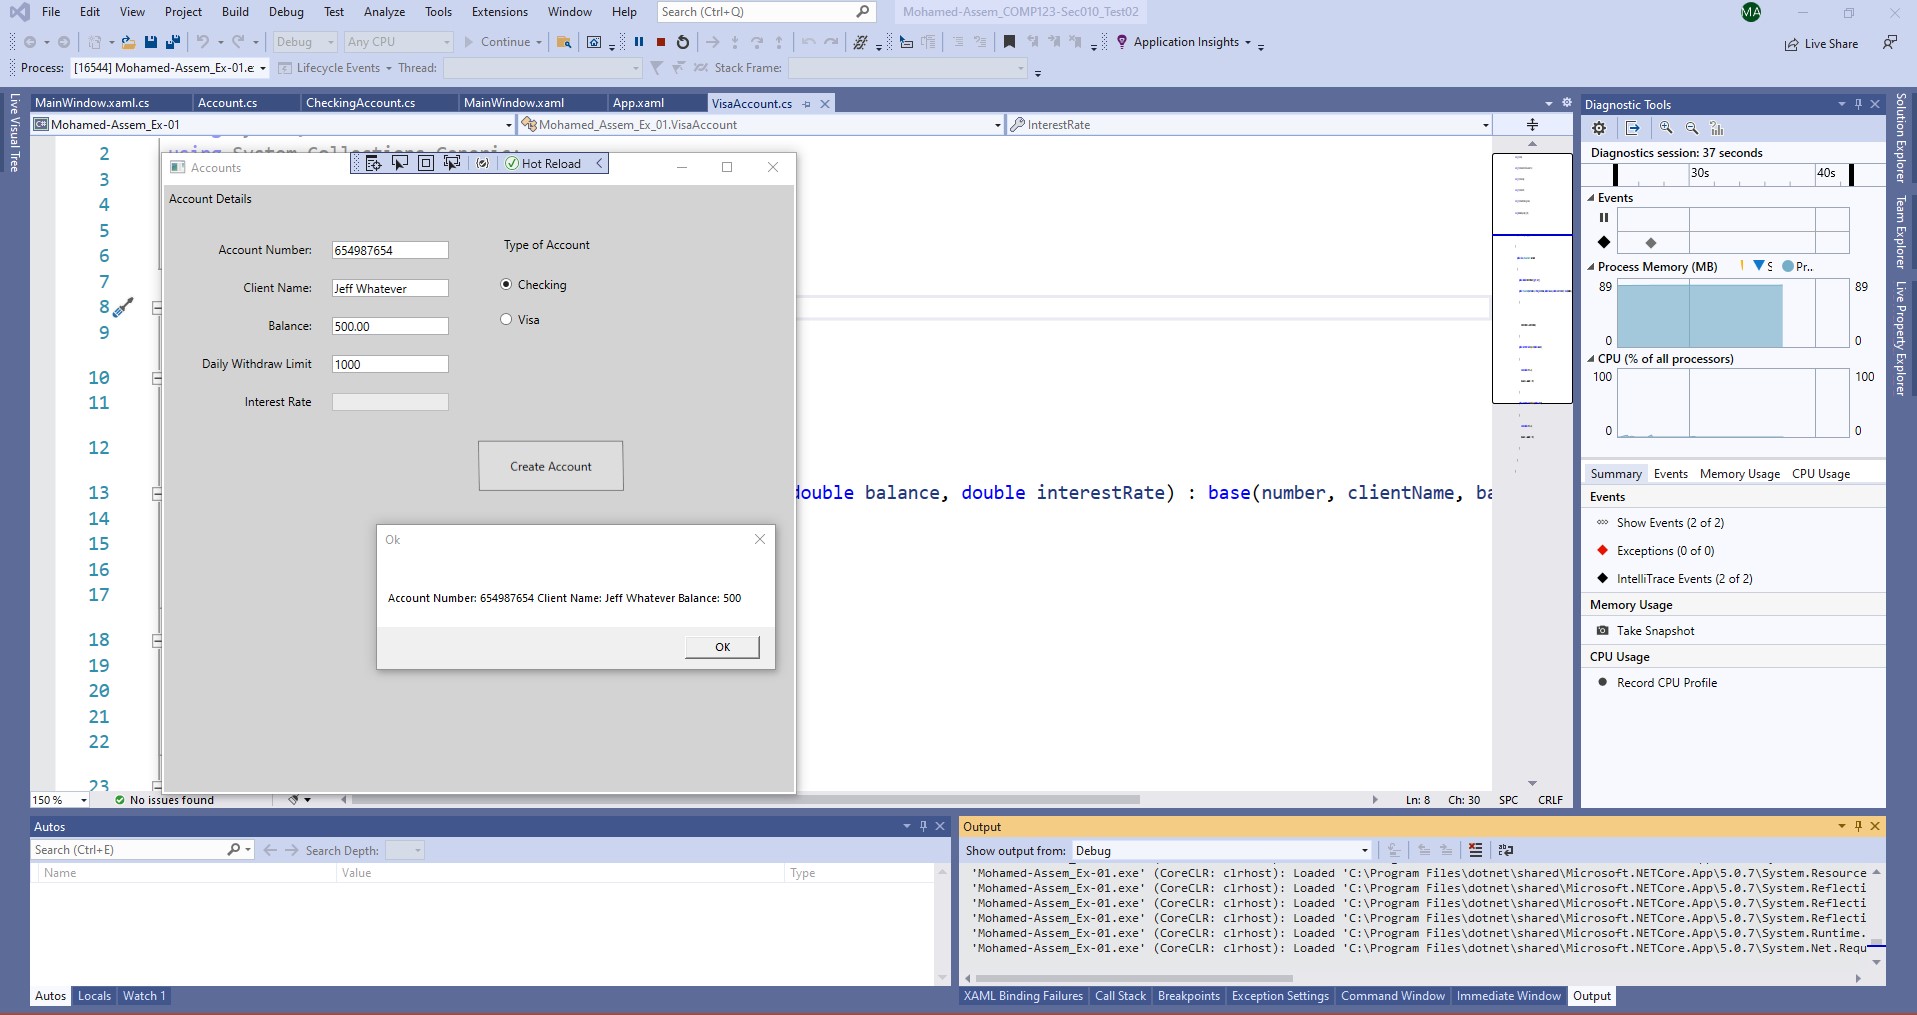 File Edit View Project Build Debug Test Analyze Tools Extensions Window Help Search (Ctrl+Q) Mohamed-Assem_COMP123-Sec010_Test02 MA
Debug Any CPU Continue Application Insights Live Share
Process: [16544] Mohamed-Assem_Ex-01.e Lifecycle Events Thread: Stack Frame:
Live Visual Tree
MainWindow.xaml.cs Account.cs CheckingAccount.cs MainWindow.xaml App.xaml VisaAccount.cs
Mohamed-Assem_Ex-01 Mohamed_Assem_Ex_01.VisaAccount InterestRate
2
3
4
5
6
7
8
9
10
11
12
13 double balance, double interestRate) : base(number, clientName, ba
14
15
16
17
18
19
20
21
22
23
Accounts
Hot Reload
Account Details
Account Number: 654987654
Client Name: Jeff Whatever
Balance: 500.00
Daily Withdraw Limit 1000
Interest Rate
Type of Account
Checking
Visa
Create Account
Ok
Account Number: 654987654 Client Name: Jeff Whatever Balance: 500
OK
150 % No issues found Ln: 8 Ch: 30 SPC CRLF
Diagnostic Tools
Diagnostics session: 37 seconds
30s 40s
Events
Process Memory (MB) S Pr..
89 89
0 0
CPU (% of all processors)
100 100
0 0
Summary Events Memory Usage CPU Usage
Events
Show Events (2 of 2)
Exceptions (0 of 0)
IntelliTrace Events (2 of 2)
Memory Usage
Take Snapshot
CPU Usage
Record CPU Profile
Solution Explorer
Team Explorer
Live Property Explorer
Autos
Search (Ctrl+E) Search Depth:
Name Value Type
Autos Locals Watch 1
Output
Show output from: Debug
'Mohamed-Assem_Ex-01.exe' (CoreCLR: clrhost): Loaded 'C:\Program Files\dotnet\shared\Microsoft.NETCore.App\5.0.7\System.Resource
'Mohamed-Assem_Ex-01.exe' (CoreCLR: clrhost): Loaded 'C:\Program Files\dotnet\shared\Microsoft.NETCore.App\5.0.7\System.Reflecti
'Mohamed-Assem_Ex-01.exe' (CoreCLR: clrhost): Loaded 'C:\Program Files\dotnet\shared\Microsoft.NETCore.App\5.0.7\System.Reflecti
'Mohamed-Assem_Ex-01.exe' (CoreCLR: clrhost): Loaded 'C:\Program Files\dotnet\shared\Microsoft.NETCore.App\5.0.7\System.Reflecti
'Mohamed-Assem_Ex-01.exe' (CoreCLR: clrhost): Loaded 'C:\Program Files\dotnet\shared\Microsoft.NETCore.App\5.0.7\System.Runtime.
'Mohamed-Assem_Ex-01.exe' (CoreCLR: clrhost): Loaded 'C:\Program Files\dotnet\shared\Microsoft.NETCore.App\5.0.7\System.Net.Requ
XAML Binding Failures Call Stack Breakpoints Exception Settings Command Window Immediate Window Output